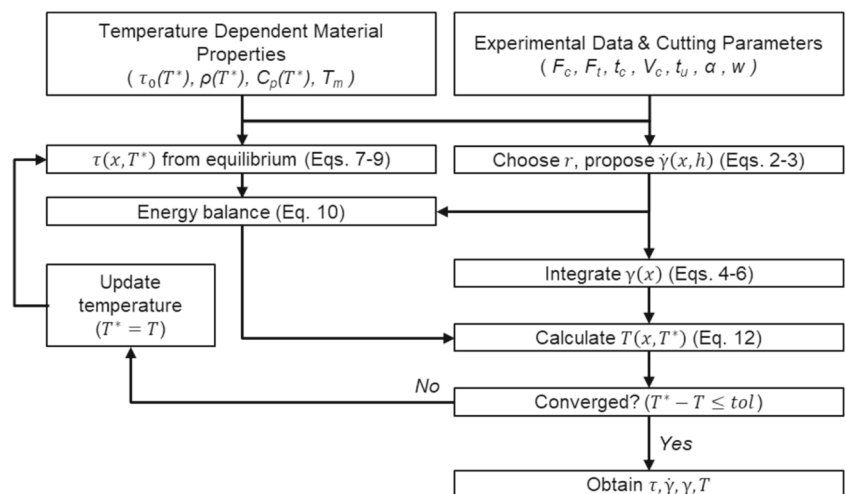 Temperature Dependent Material
Properties
( τ₀(T*), ρ(T*), Cₚ(T*), Tₘ )
Experimental Data & Cutting Parameters
( F꜀, Fₜ, t꜀ , V꜀, tᵤ , α , w )
τ(x, T*) from equilibrium (Eqs. 7-9)
Choose r, propose γ̇(x, h) (Eqs. 2-3)
Energy balance (Eq. 10)
Integrate γ(x) (Eqs. 4-6)
Update
temperature
(T* = T)
Calculate T(x, T*) (Eq. 12)
No
Converged? (T* − T ≤ tol)
Yes
Obtain τ, γ̇, γ, T